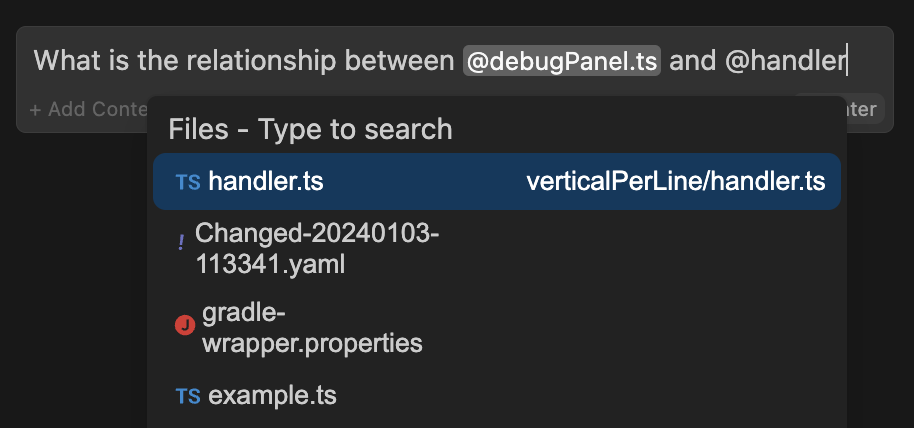 What is the relationship between @debugPanel.ts and @handler
+ Add Conte
nter
Files - Type to search
TS handler.ts verticalPerLine/handler.ts
! Changed-20240103-
113341.yaml
J gradle-
wrapper.properties
TS example.ts